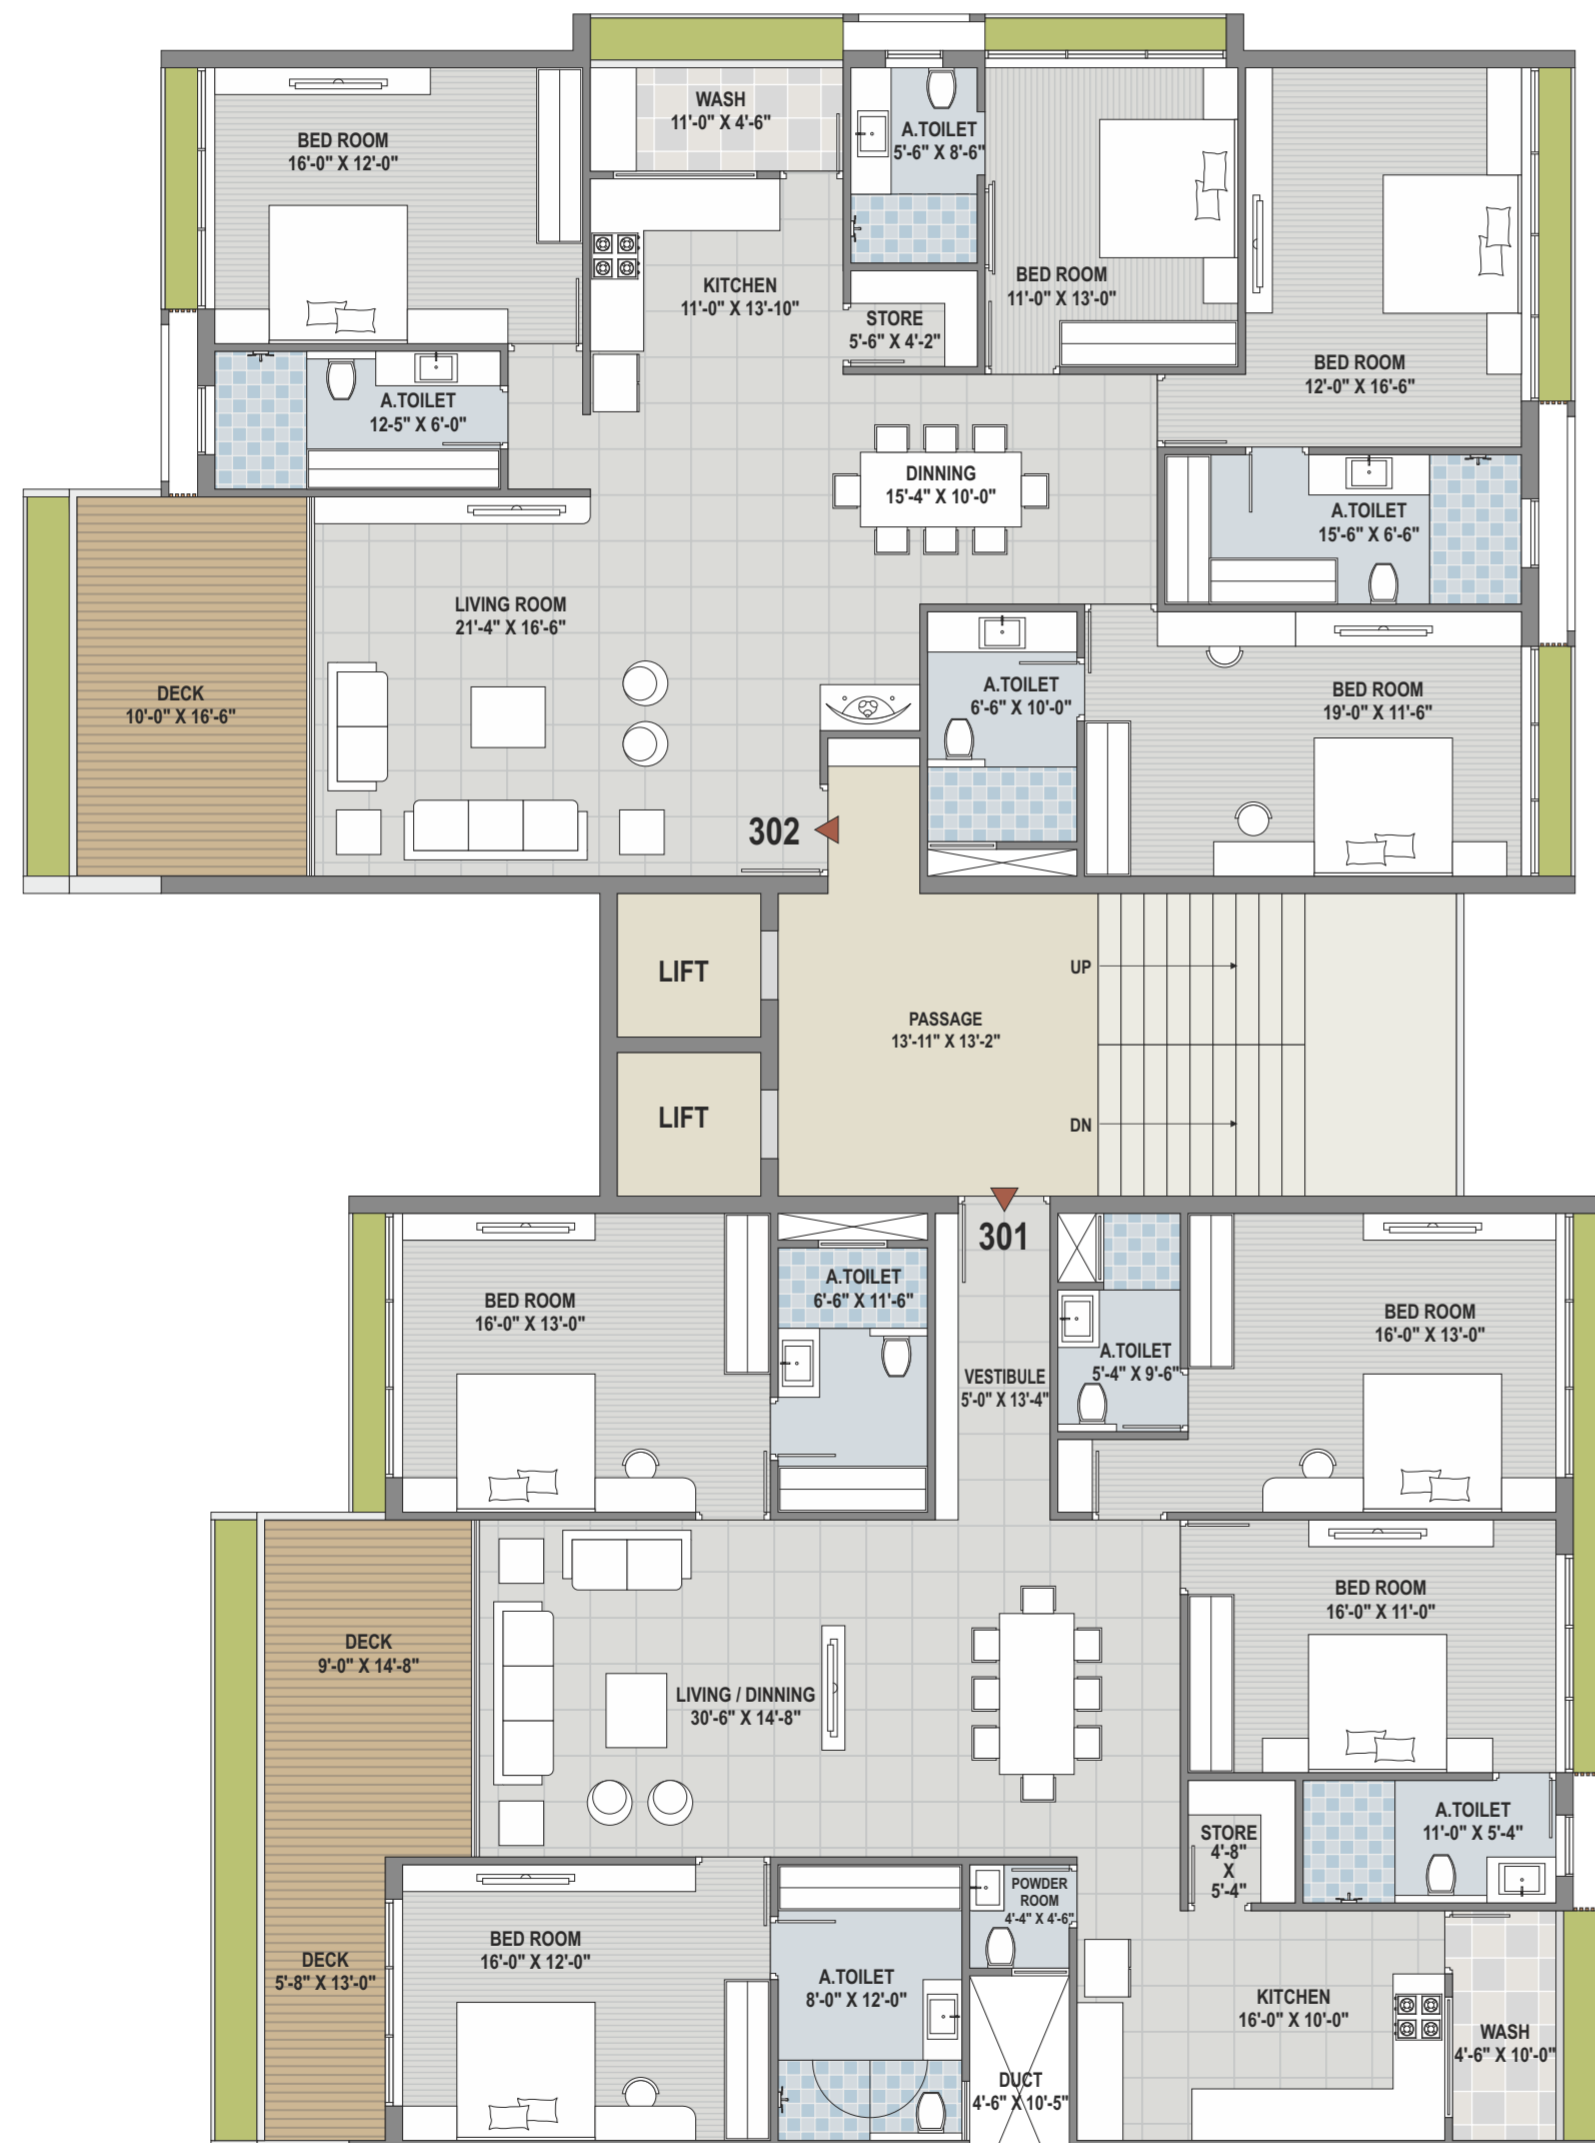 WASH
11'-0" X 4'-6"
BED ROOM
16'-0" X 12'-0"
A.TOILET
5'-6" X 8'-6"
KITCHEN
11'-0" X 13'-10"
BED ROOM
11'-0" X 13'-0"
STORE
5'-6" X 4'-2"
BED ROOM
12'-0" X 16'-6"
A.TOILET
12-5" X 6'-0"
DINNING
15'-4" X 10'-0"
A.TOILET
15'-6" X 6'-6"
LIVING ROOM
21'-4" X 16'-6"
DECK
10'-0" X 16'-6"
A.TOILET
6'-6" X 10'-0"
BED ROOM
19'-0" X 11'-6"
302
LIFT
UP
PASSAGE
13'-11" X 13'-2"
LIFT
DN
301
A.TOILET
6'-6" X 11'-6"
BED ROOM
16'-0" X 13'-0"
BED ROOM
16'-0" X 13'-0"
A.TOILET
5'-4" X 9'-6"
VESTIBULE
5'-0" X 13'-4"
BED ROOM
16'-0" X 11'-0"
DECK
9'-0" X 14'-8"
LIVING / DINNING
30'-6" X 14'-8"
STORE
4'-8"
X
5'-4"
A.TOILET
11'-0" X 5'-4"
POWDER
ROOM
4'-4" X 4'-6"
BED ROOM
16'-0" X 12'-0"
DECK
5'-8" X 13'-0"
A.TOILET
8'-0" X 12'-0"
KITCHEN
16'-0" X 10'-0"
WASH
4'-6" X 10'-0"
DUCT
4'-6" X 10'-5"